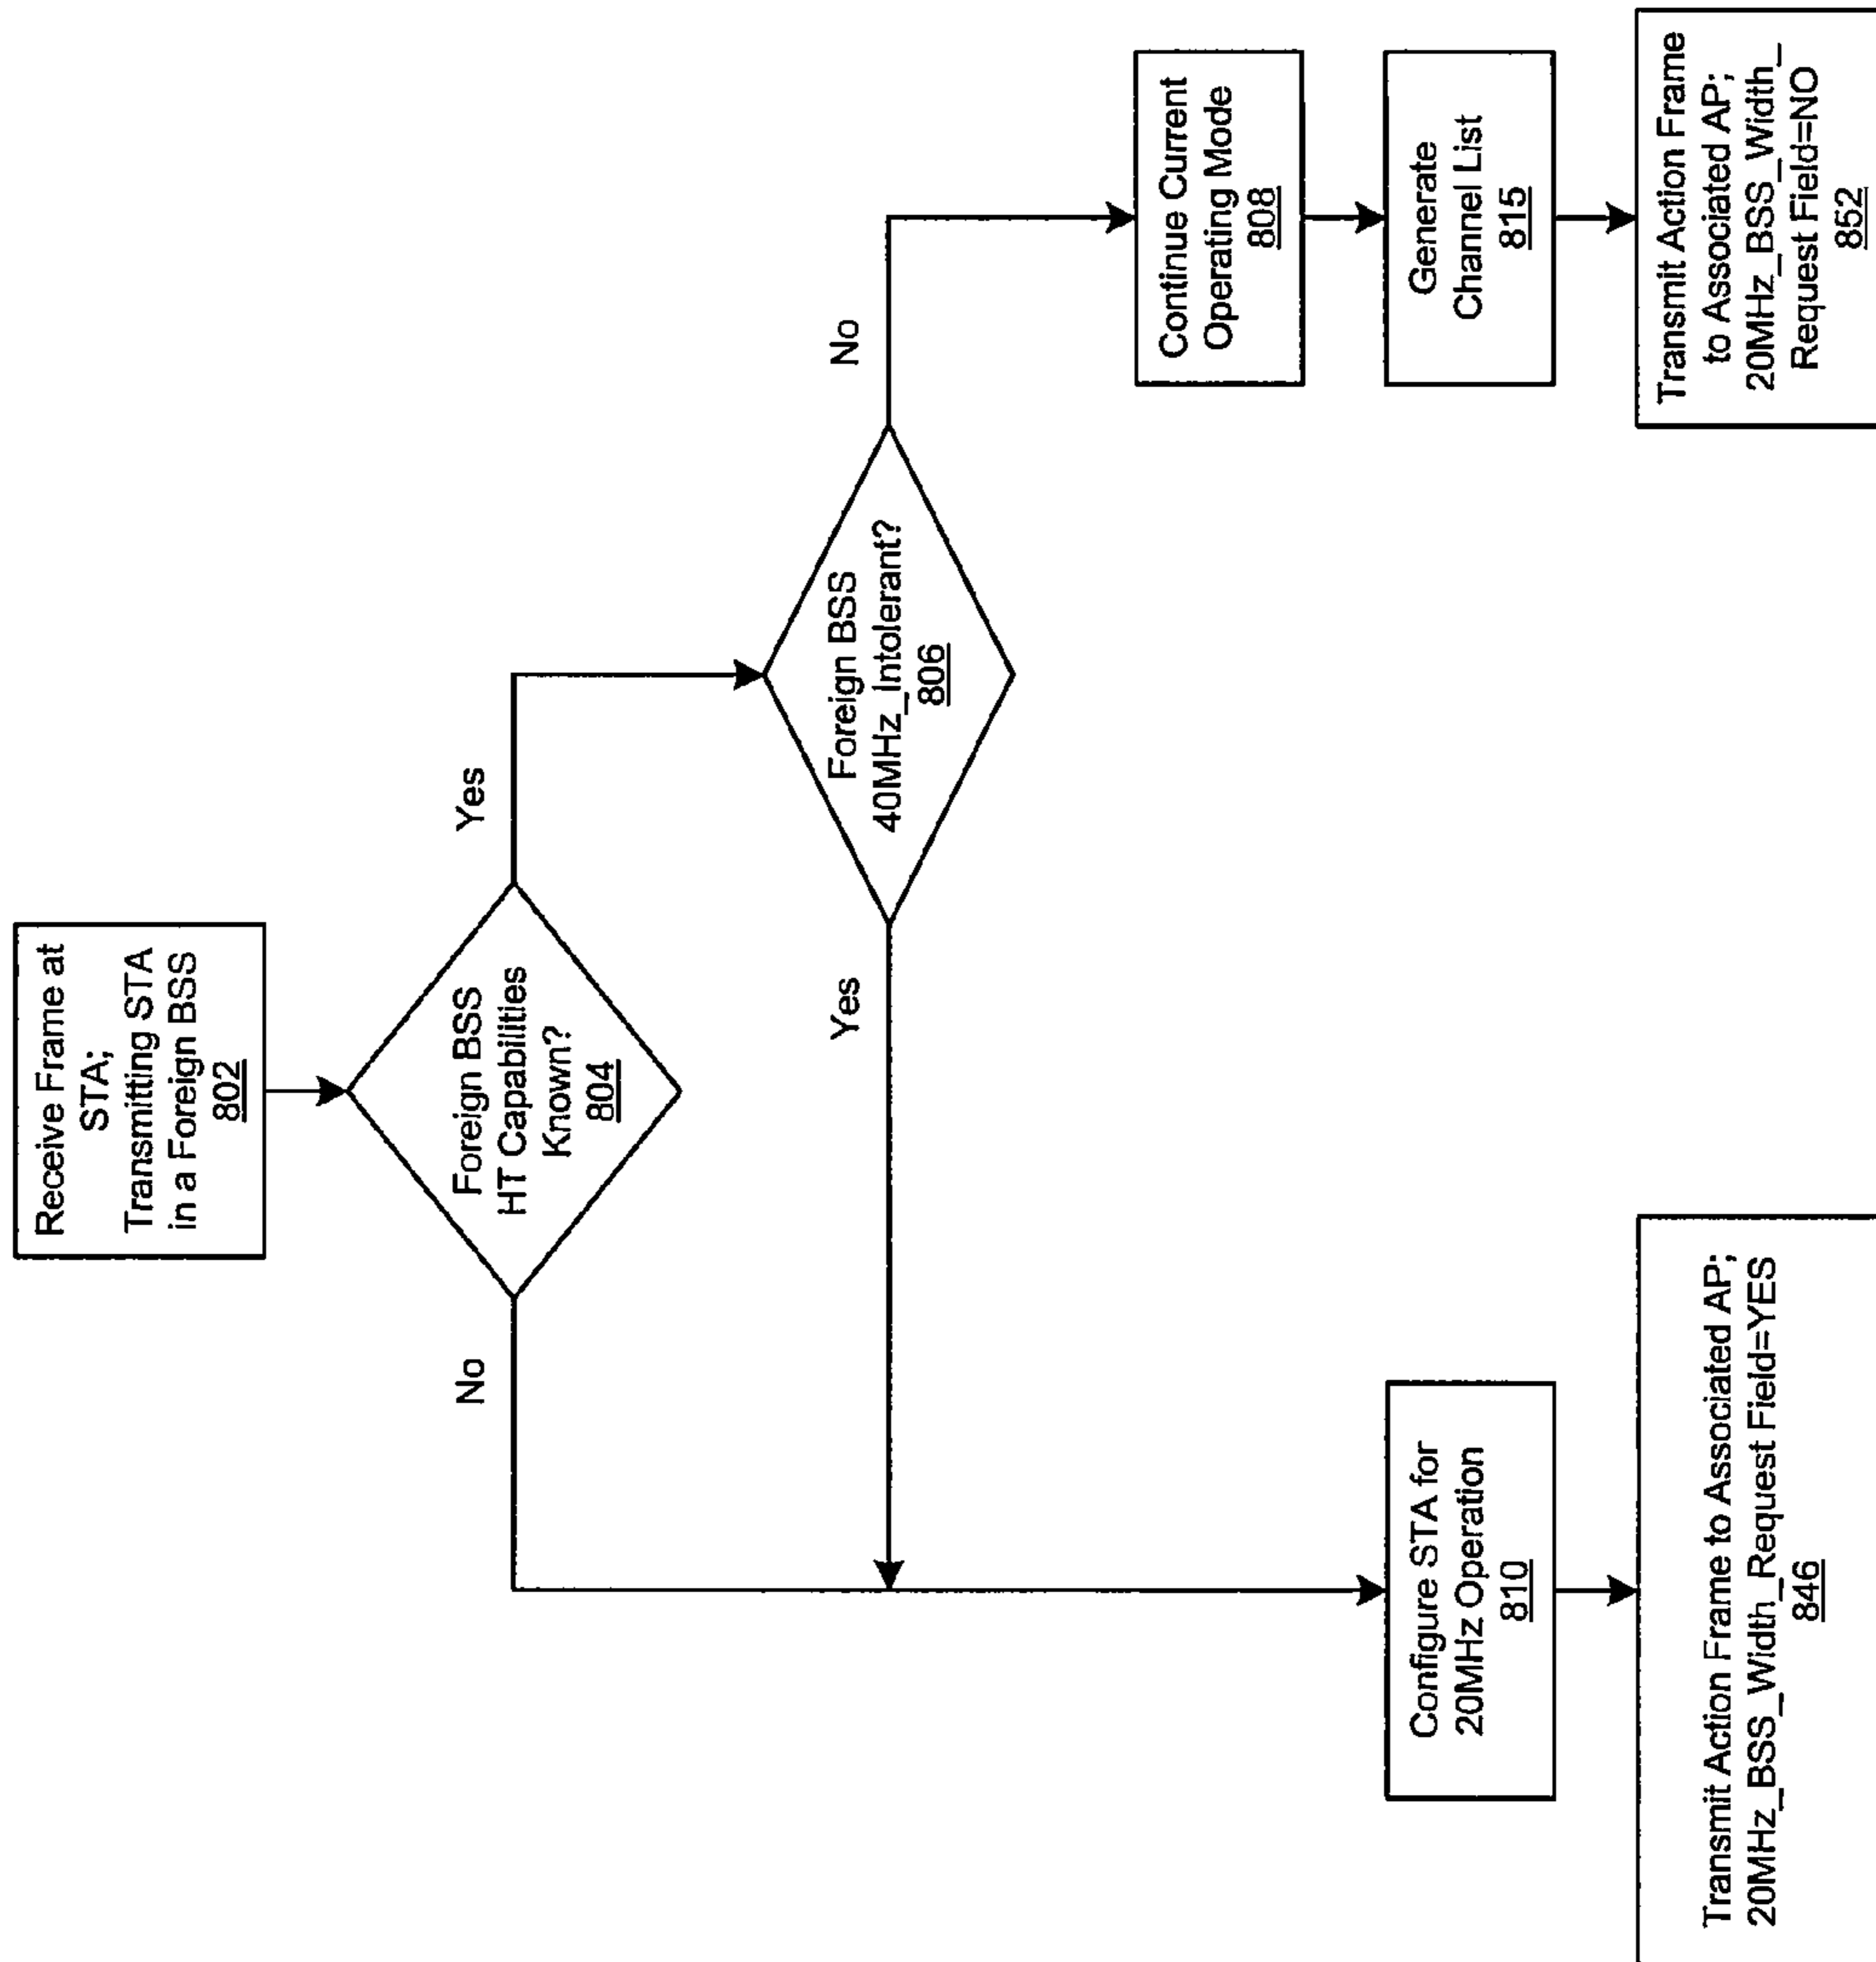 Receive Frame at
STA;
Transmitting STA
in a Foreign BSS
802
Foreign BSS
HT Capabilities
Known?
804
No
Yes
Foreign BSS
40MHz_Intolerant?
806
Yes
No
Continue Current
Operating Mode
808
Configure STA for
20MHz Operation
810
Generate
Channel List
815
Transmit Action Frame to Associated AP;
20MHz_BSS_Width_Request Field=YES
846
Transmit Action Frame
to Associated AP;
20MHz_BSS_Width_
Request Field=NO
852